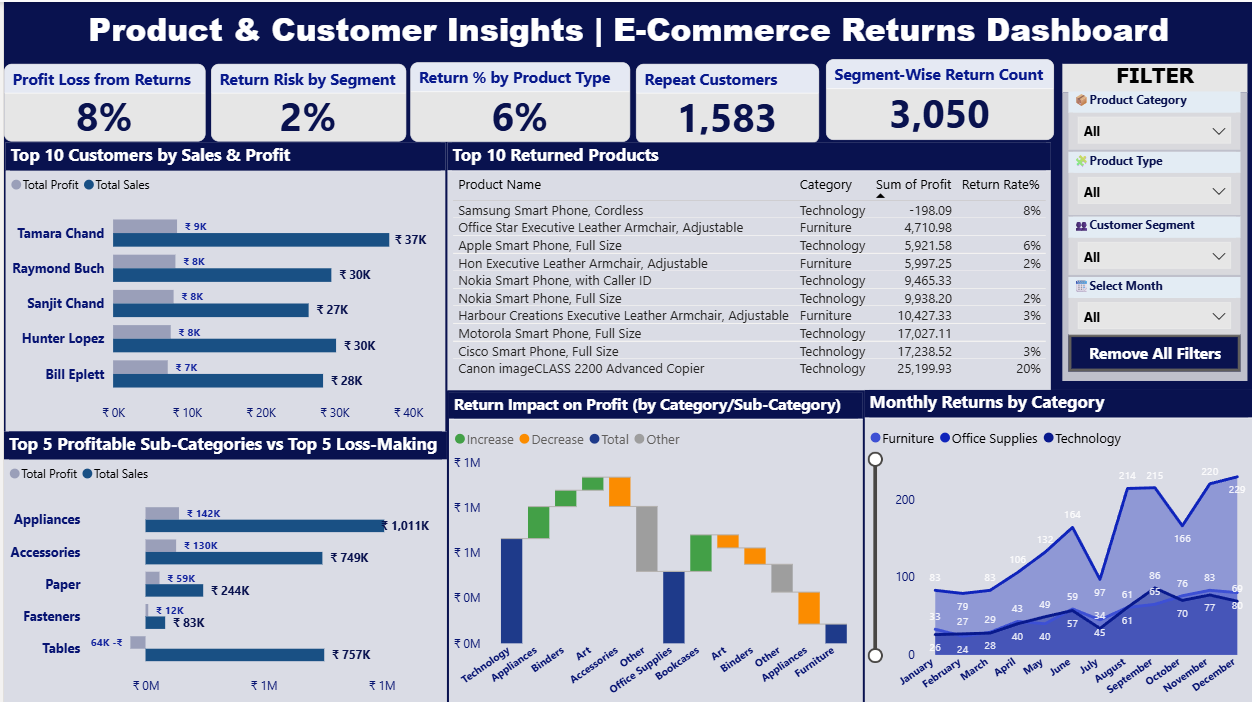 Product & Customer Insights | E-Commerce Returns Dashboard
Profit Loss from Returns
8%
Return Risk by Segment
2%
Return % by Product Type
6%
Repeat Customers
1,583
Segment-Wise Return Count
3,050
FILTER
Product Category
All
Product Type
All
Customer Segment
All
Select Month
All
Remove All Filters
Top 10 Customers by Sales & Profit
Total Profit Total Sales
Tamara Chand ₹ 9K ₹ 37K
Raymond Buch ₹ 8K ₹ 30K
Sanjit Chand ₹ 8K ₹ 27K
Hunter Lopez ₹ 8K ₹ 30K
Bill Eplett ₹ 7K ₹ 28K
₹ 0K ₹ 10K ₹ 20K ₹ 30K ₹ 40K
Top 10 Returned Products
Product Name Category Sum of Profit Return Rate%
Samsung Smart Phone, Cordless Technology -198.09 8%
Office Star Executive Leather Armchair, Adjustable Furniture 4,710.98
Apple Smart Phone, Full Size Technology 5,921.58 6%
Hon Executive Leather Armchair, Adjustable Furniture 5,997.25 2%
Nokia Smart Phone, with Caller ID Technology 9,465.33
Nokia Smart Phone, Full Size Technology 9,938.20 2%
Harbour Creations Executive Leather Armchair, Adjustable Furniture 10,427.33 3%
Motorola Smart Phone, Full Size Technology 17,027.11
Cisco Smart Phone, Full Size Technology 17,238.52 3%
Canon imageCLASS 2200 Advanced Copier Technology 25,199.93 20%
Top 5 Profitable Sub-Categories vs Top 5 Loss-Making
Total Profit Total Sales
Appliances ₹ 142K ₹ 1,011K
Accessories ₹ 130K ₹ 749K
Paper ₹ 59K ₹ 244K
Fasteners ₹ 12K ₹ 83K
Tables 64K -₹ ₹ 757K
₹ 0M ₹ 1M ₹ 1M
Return Impact on Profit (by Category/Sub-Category)
Increase Decrease Total Other
₹ 1M
₹ 1M
₹ 1M
₹ 0M
₹ 0M
Technology Appliances Binders Art Accessories Other Office Supplies Bookcases Art Binders Other Appliances Furniture
Monthly Returns by Category
Furniture Office Supplies Technology
200
100
0
83 79 83 106 132 164 97 214 215 166 220 229
33 27 29 43 49 59 34 61 65 76 83 80
26 24 28 40 40 57 45 61 86 70 77 69
January February March April May June July August September October November December